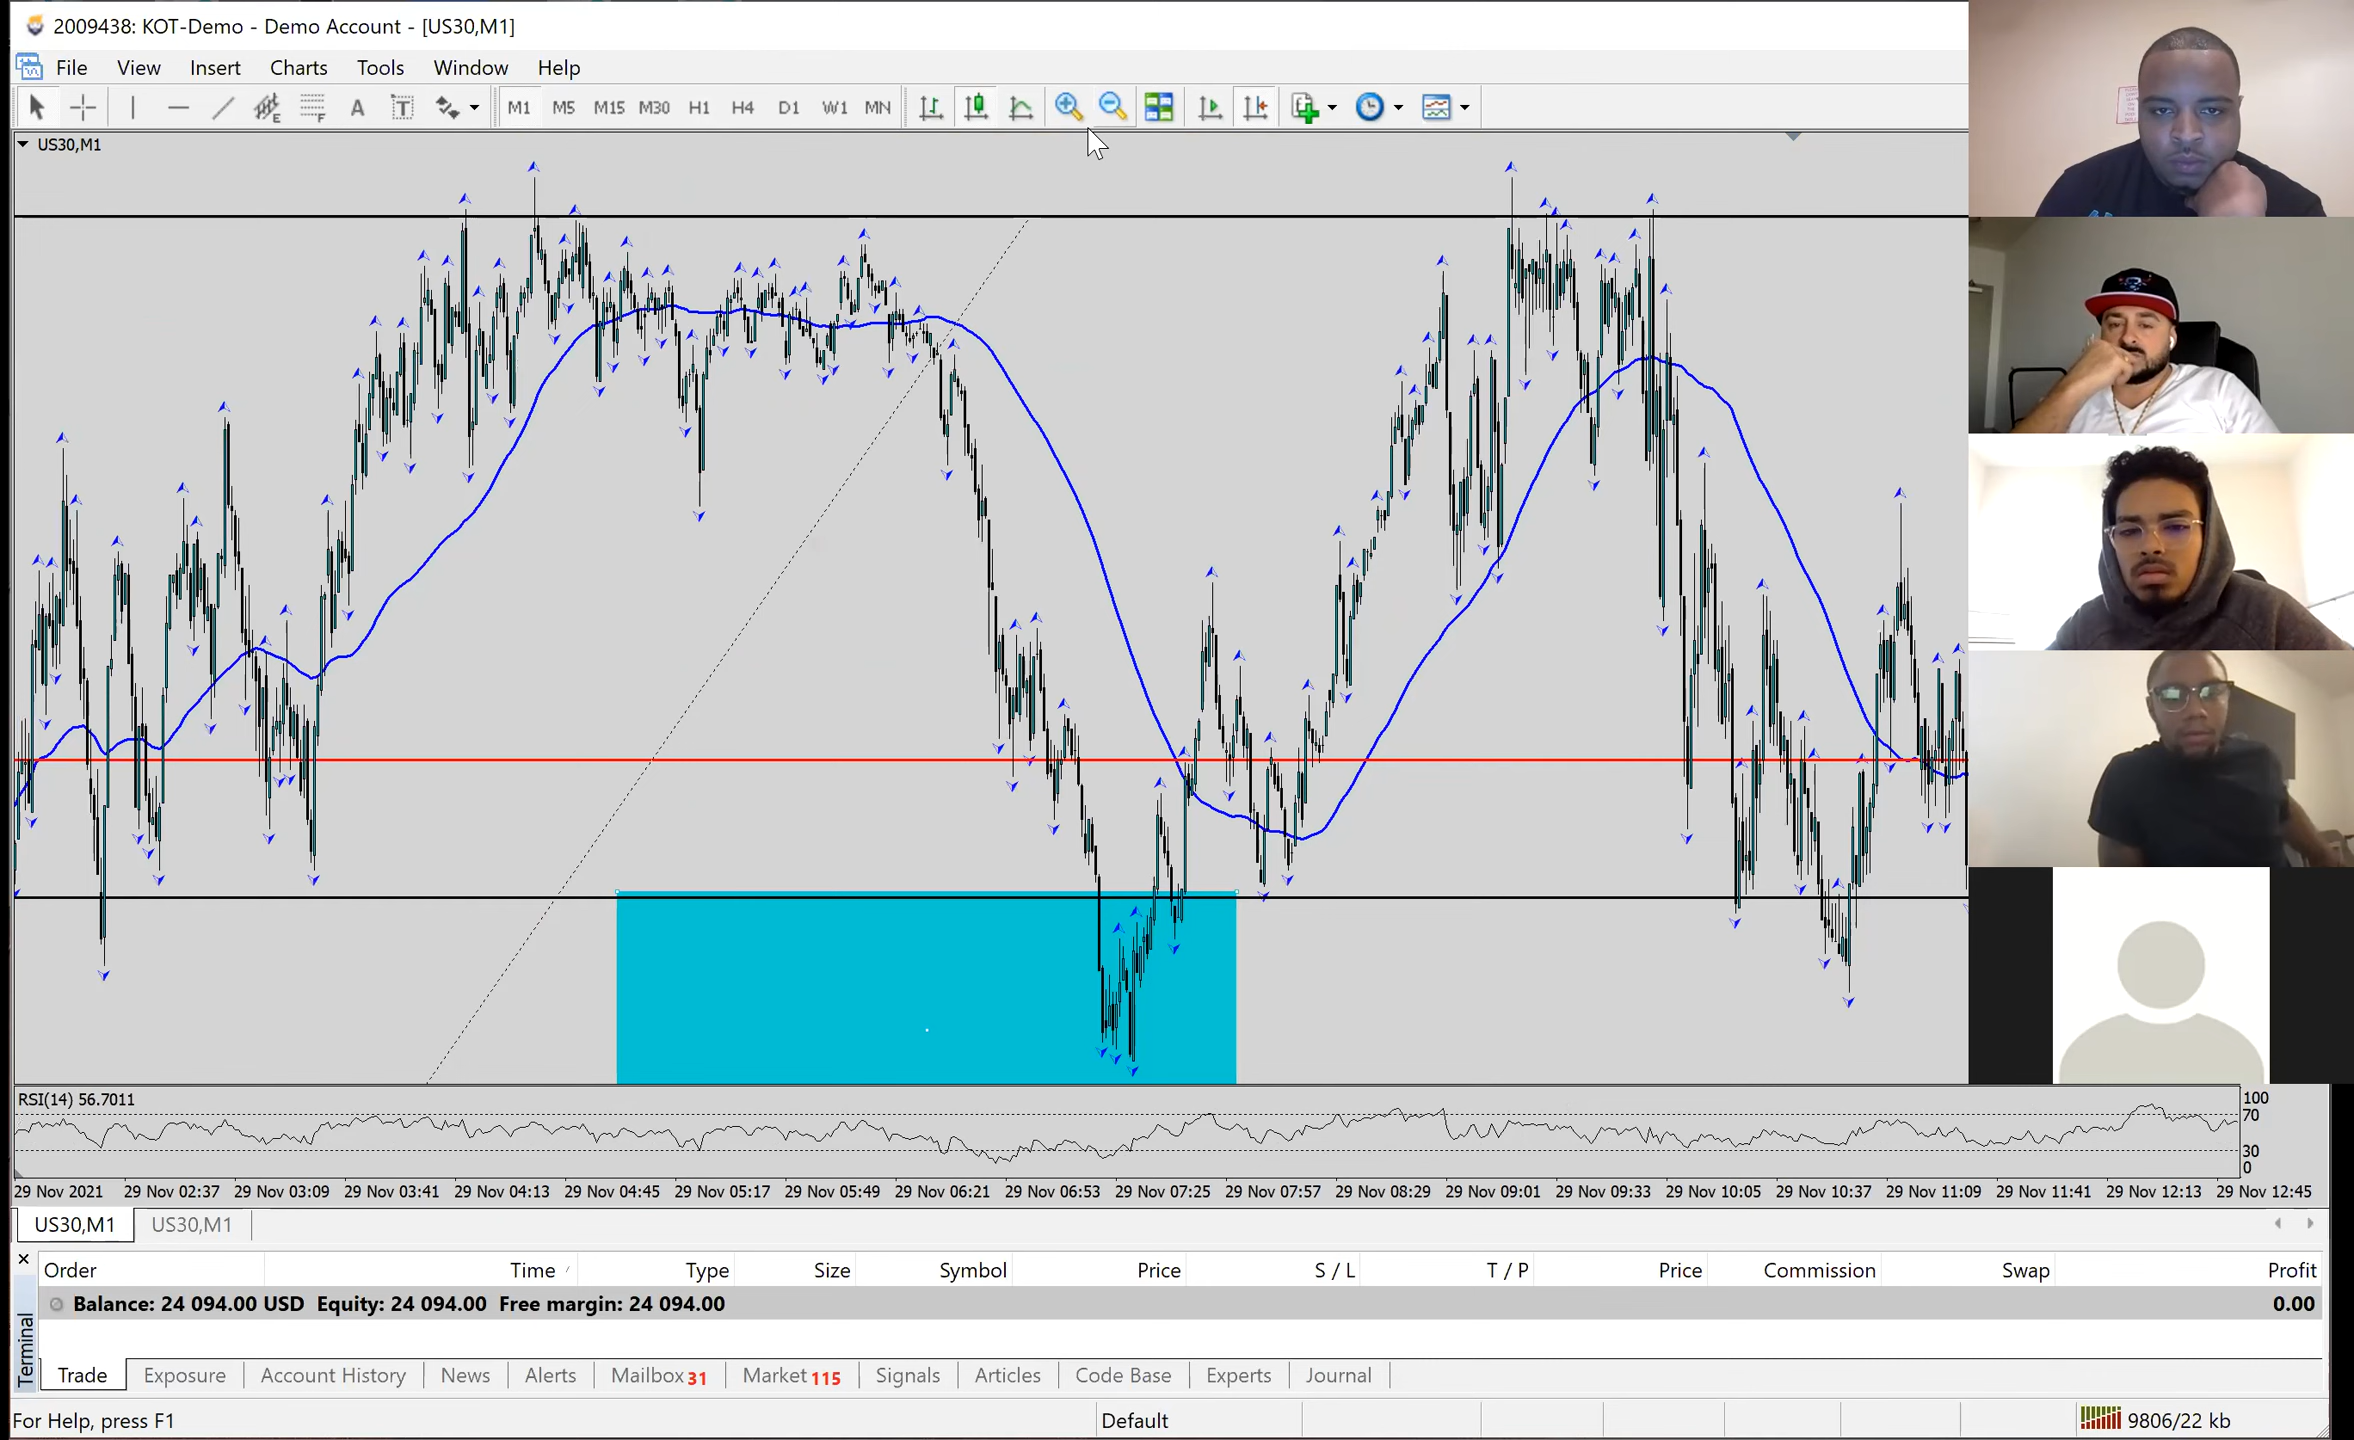 2009438: KOT-Demo - Demo Account - [US30,M1]
File View Insert Charts Tools Window Help
A T M1 M5 M15 M30 H1 H4 D1 W1 MN
US30,M1
RSI(14) 56.7011
100
70
30
0
29 Nov 2021 29 Nov 02:37 29 Nov 03:09 29 Nov 03:41 29 Nov 04:13 29 Nov 04:45 29 Nov 05:17 29 Nov 05:49 29 Nov 06:21 29 Nov 06:53 29 Nov 07:25 29 Nov 07:57 29 Nov 08:29 29 Nov 09:01 29 Nov 09:33 29 Nov 10:05 29 Nov 10:37 29 Nov 11:09 29 Nov 11:41 29 Nov 12:13 29 Nov 12:45
US30,M1 US30,M1
Order Time Type Size Symbol Price S / L T / P Price Commission Swap Profit
Balance: 24 094.00 USD Equity: 24 094.00 Free margin: 24 094.00 0.00
Terminal
Trade Exposure Account History News Alerts Mailbox 31 Market 115 Signals Articles Code Base Experts Journal
For Help, press F1 Default 9806/22 kb